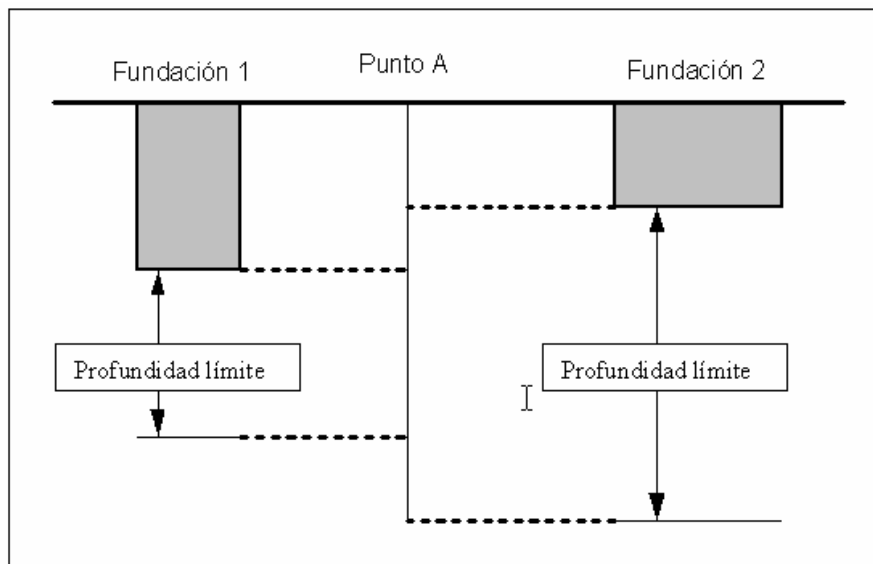 Fundación 1
Punto A
Fundación 2
Profundidad límite
Profundidad límite